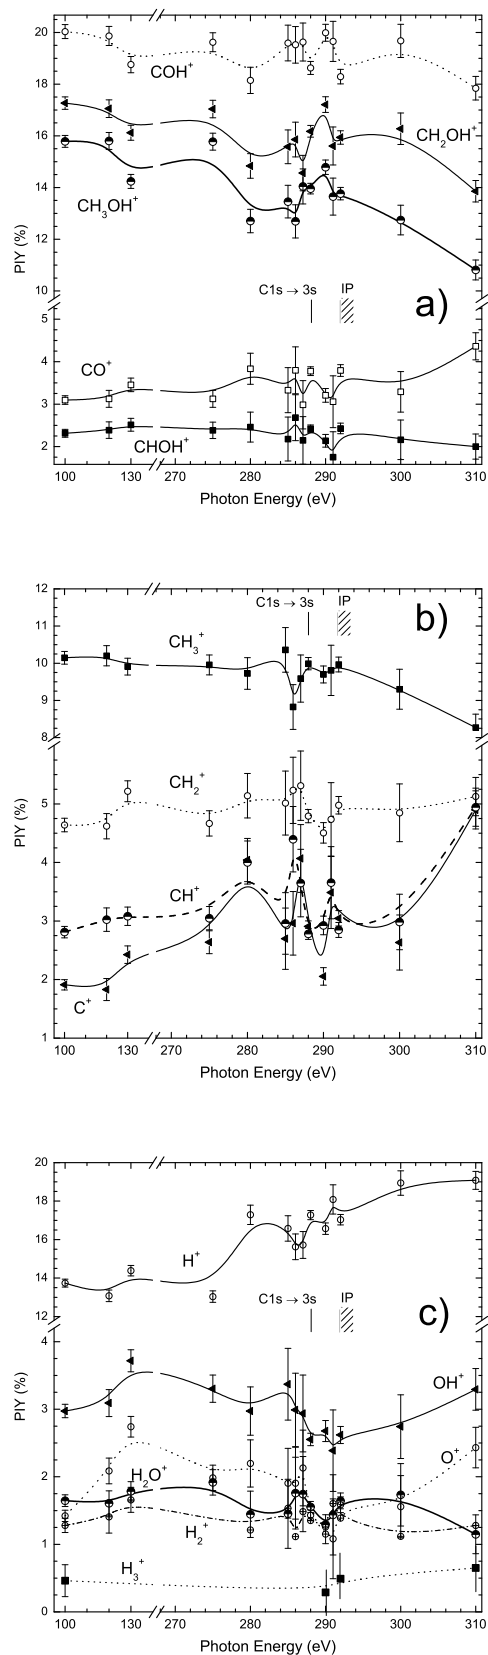 20
COH⁺
18
16
CH₂OH⁺
14
CH₃OH⁺
12
PIY (%)
10
C1s → 3s
IP
a)
5
4
CO⁺
3
CHOH⁺
2
100
130
270
280
290
300
310
Photon Energy (eV)
12
C1s → 3s
IP
b)
11
CH₃⁺
10
9
8
PIY (%)
CH₂⁺
5
4
CH⁺
3
2
C⁺
1
100
130
270
280
290
300
310
Photon Energy (eV)
20
18
16
H⁺
14
12
C1s → 3s
IP
c)
PIY (%)
4
OH⁺
3
O⁺
2
H₂O⁺
H₂⁺
1
H₃⁺
0
100
130
270
280
290
300
310
Photon Energy (eV)